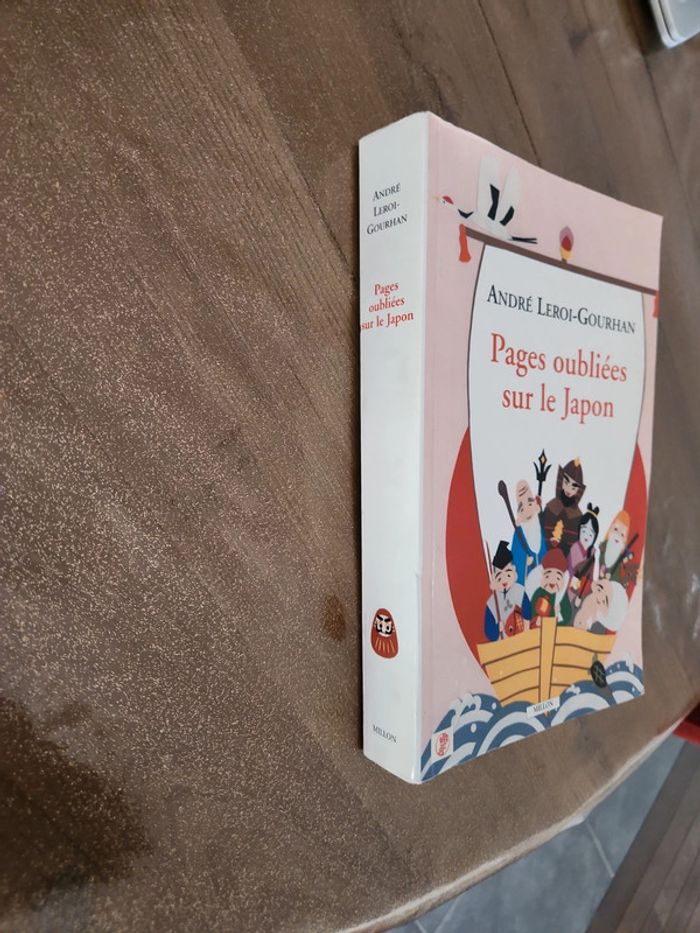 ANDRÉ
LEROI-
GOURHAN
Pages
oubliées
sur le Japon
MILLON
ANDRÉ LEROI-GOURHAN
Pages oubliées
sur le Japon
MILLON